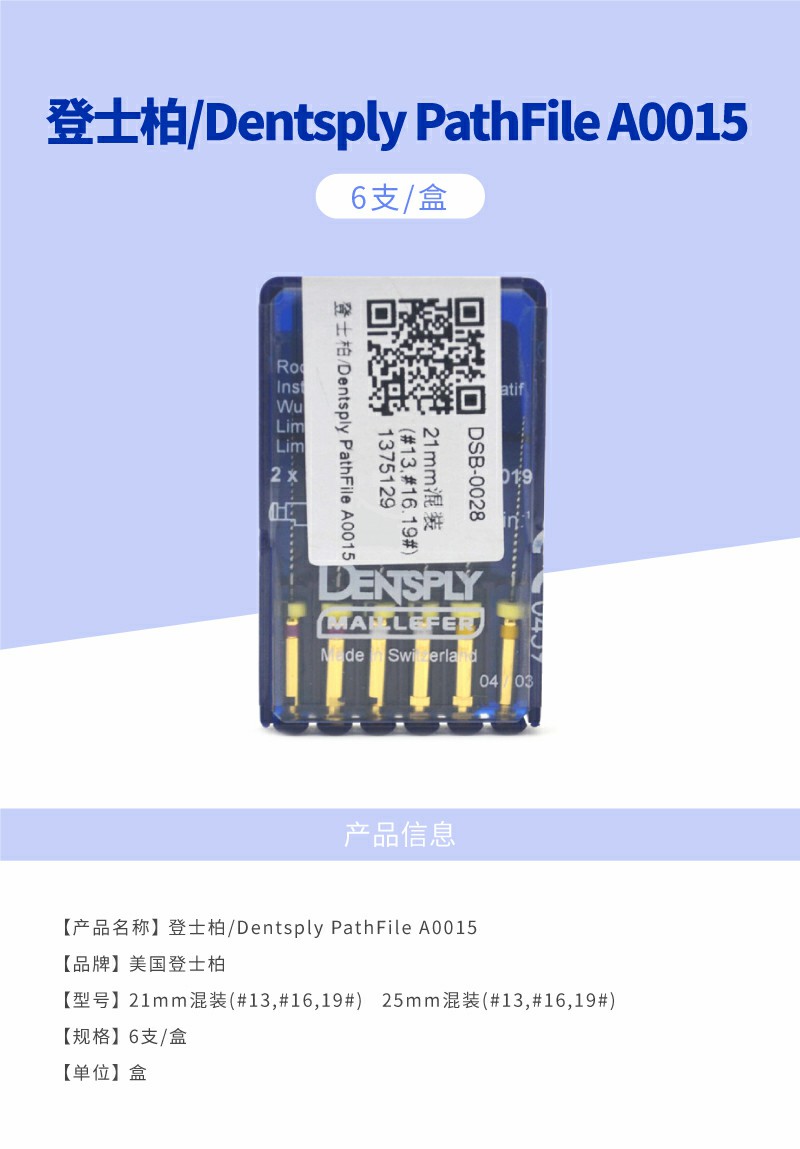 登士柏/Dentsply PathFile A0015
6支/盒
登士柏/Dentsply PathFile A0015
DSB-0028
21mm混装
(#13,#16.19#)
1375129
2 x
DENTSPLY
MAILLEFER
Made in Switzerland
04 / 03
产品信息
【产品名称】登士柏/Dentsply PathFile A0015
【品牌】美国登士柏
【型号】21mm混装(#13,#16,19#) 25mm混装(#13,#16,19#)
【规格】6支/盒
【单位】盒